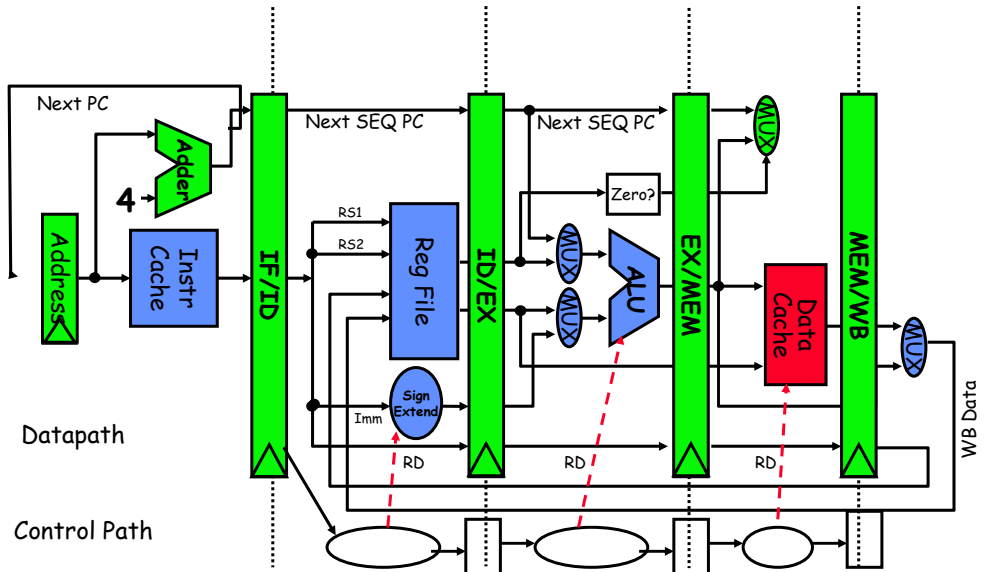 Next PC
Next SEQ PC
Next SEQ PC
MUX
Adder
4
Zero?
RS1
RS2
Address
Instr
Cache
IF/ID
Reg File
ID/EX
MUX
MUX
ALU
EX/MEM
Data
Cache
MEM/WB
MUX
Sign
Extend
Imm
Datapath
RD
RD
RD
WB Data
Control Path